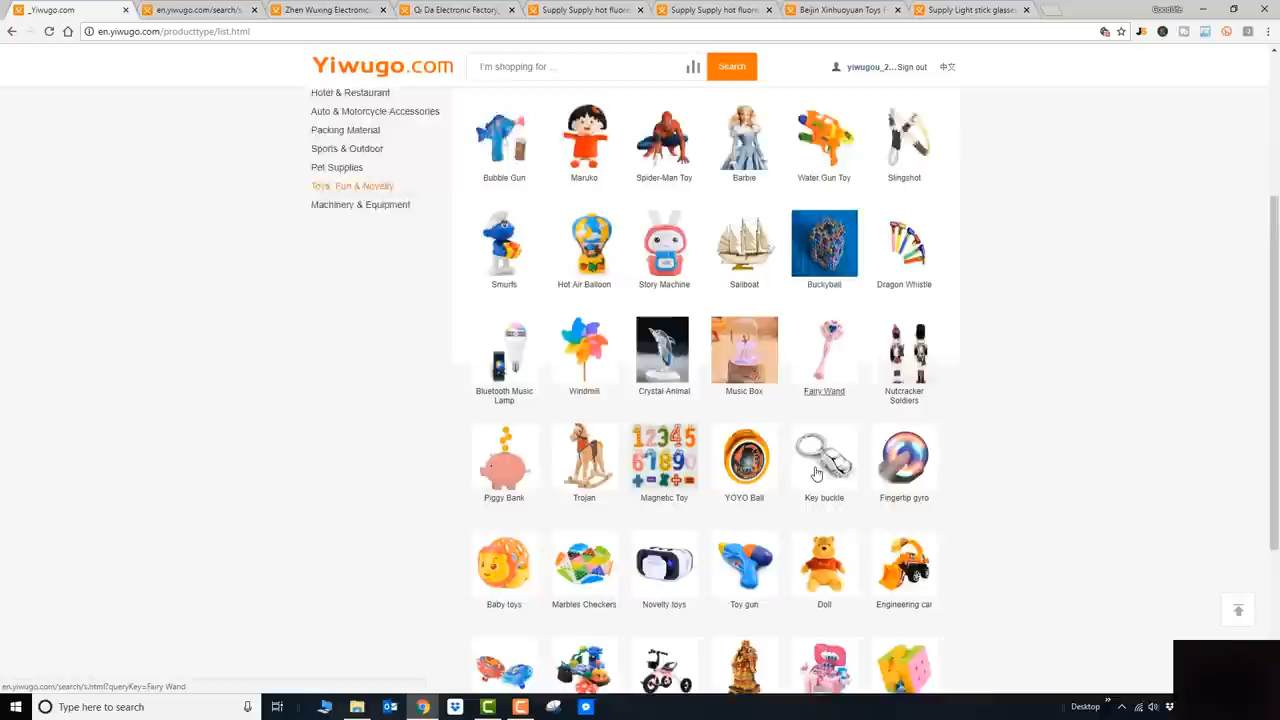 _Yiwugo.com
en.yiwugo.com/search/s
Zhen Wuxing Electronic
Qi Da Electronic Factory,
Supply Supply hot fluore
Supply Supply hot fluore
Beijin Xinhuoyuan Toys F
Supply Light stick glasse
en.yiwugo.com/producttype/list.html
Yiwugo.com
I'm shopping for ...
Search
yiwugou_2... Sign out
中文
Hotel & Restaurant
Auto & Motorcycle Accessories
Packing Material
Sports & Outdoor
Pet Supplies
Toys, Fun & Novelty
Machinery & Equipment
Bubble Gun
Maruko
Spider-Man Toy
Barbie
Water Gun Toy
Slingshot
Smurfs
Hot Air Balloon
Story Machine
Sailboat
Buckyball
Dragon Whistle
Bluetooth Music
Lamp
Windmill
Crystal Animal
Music Box
Fairy Wand
Nutcracker
Soldiers
Piggy Bank
Trojan
Magnetic Toy
YOYO Ball
Key buckle
Fingertip gyro
Baby toys
Marbles Checkers
Novelty toys
Toy gun
Doll
Engineering car
en.yiwugo.com/search/s.html?queryKey=Fairy Wand
Type here to search
Desktop